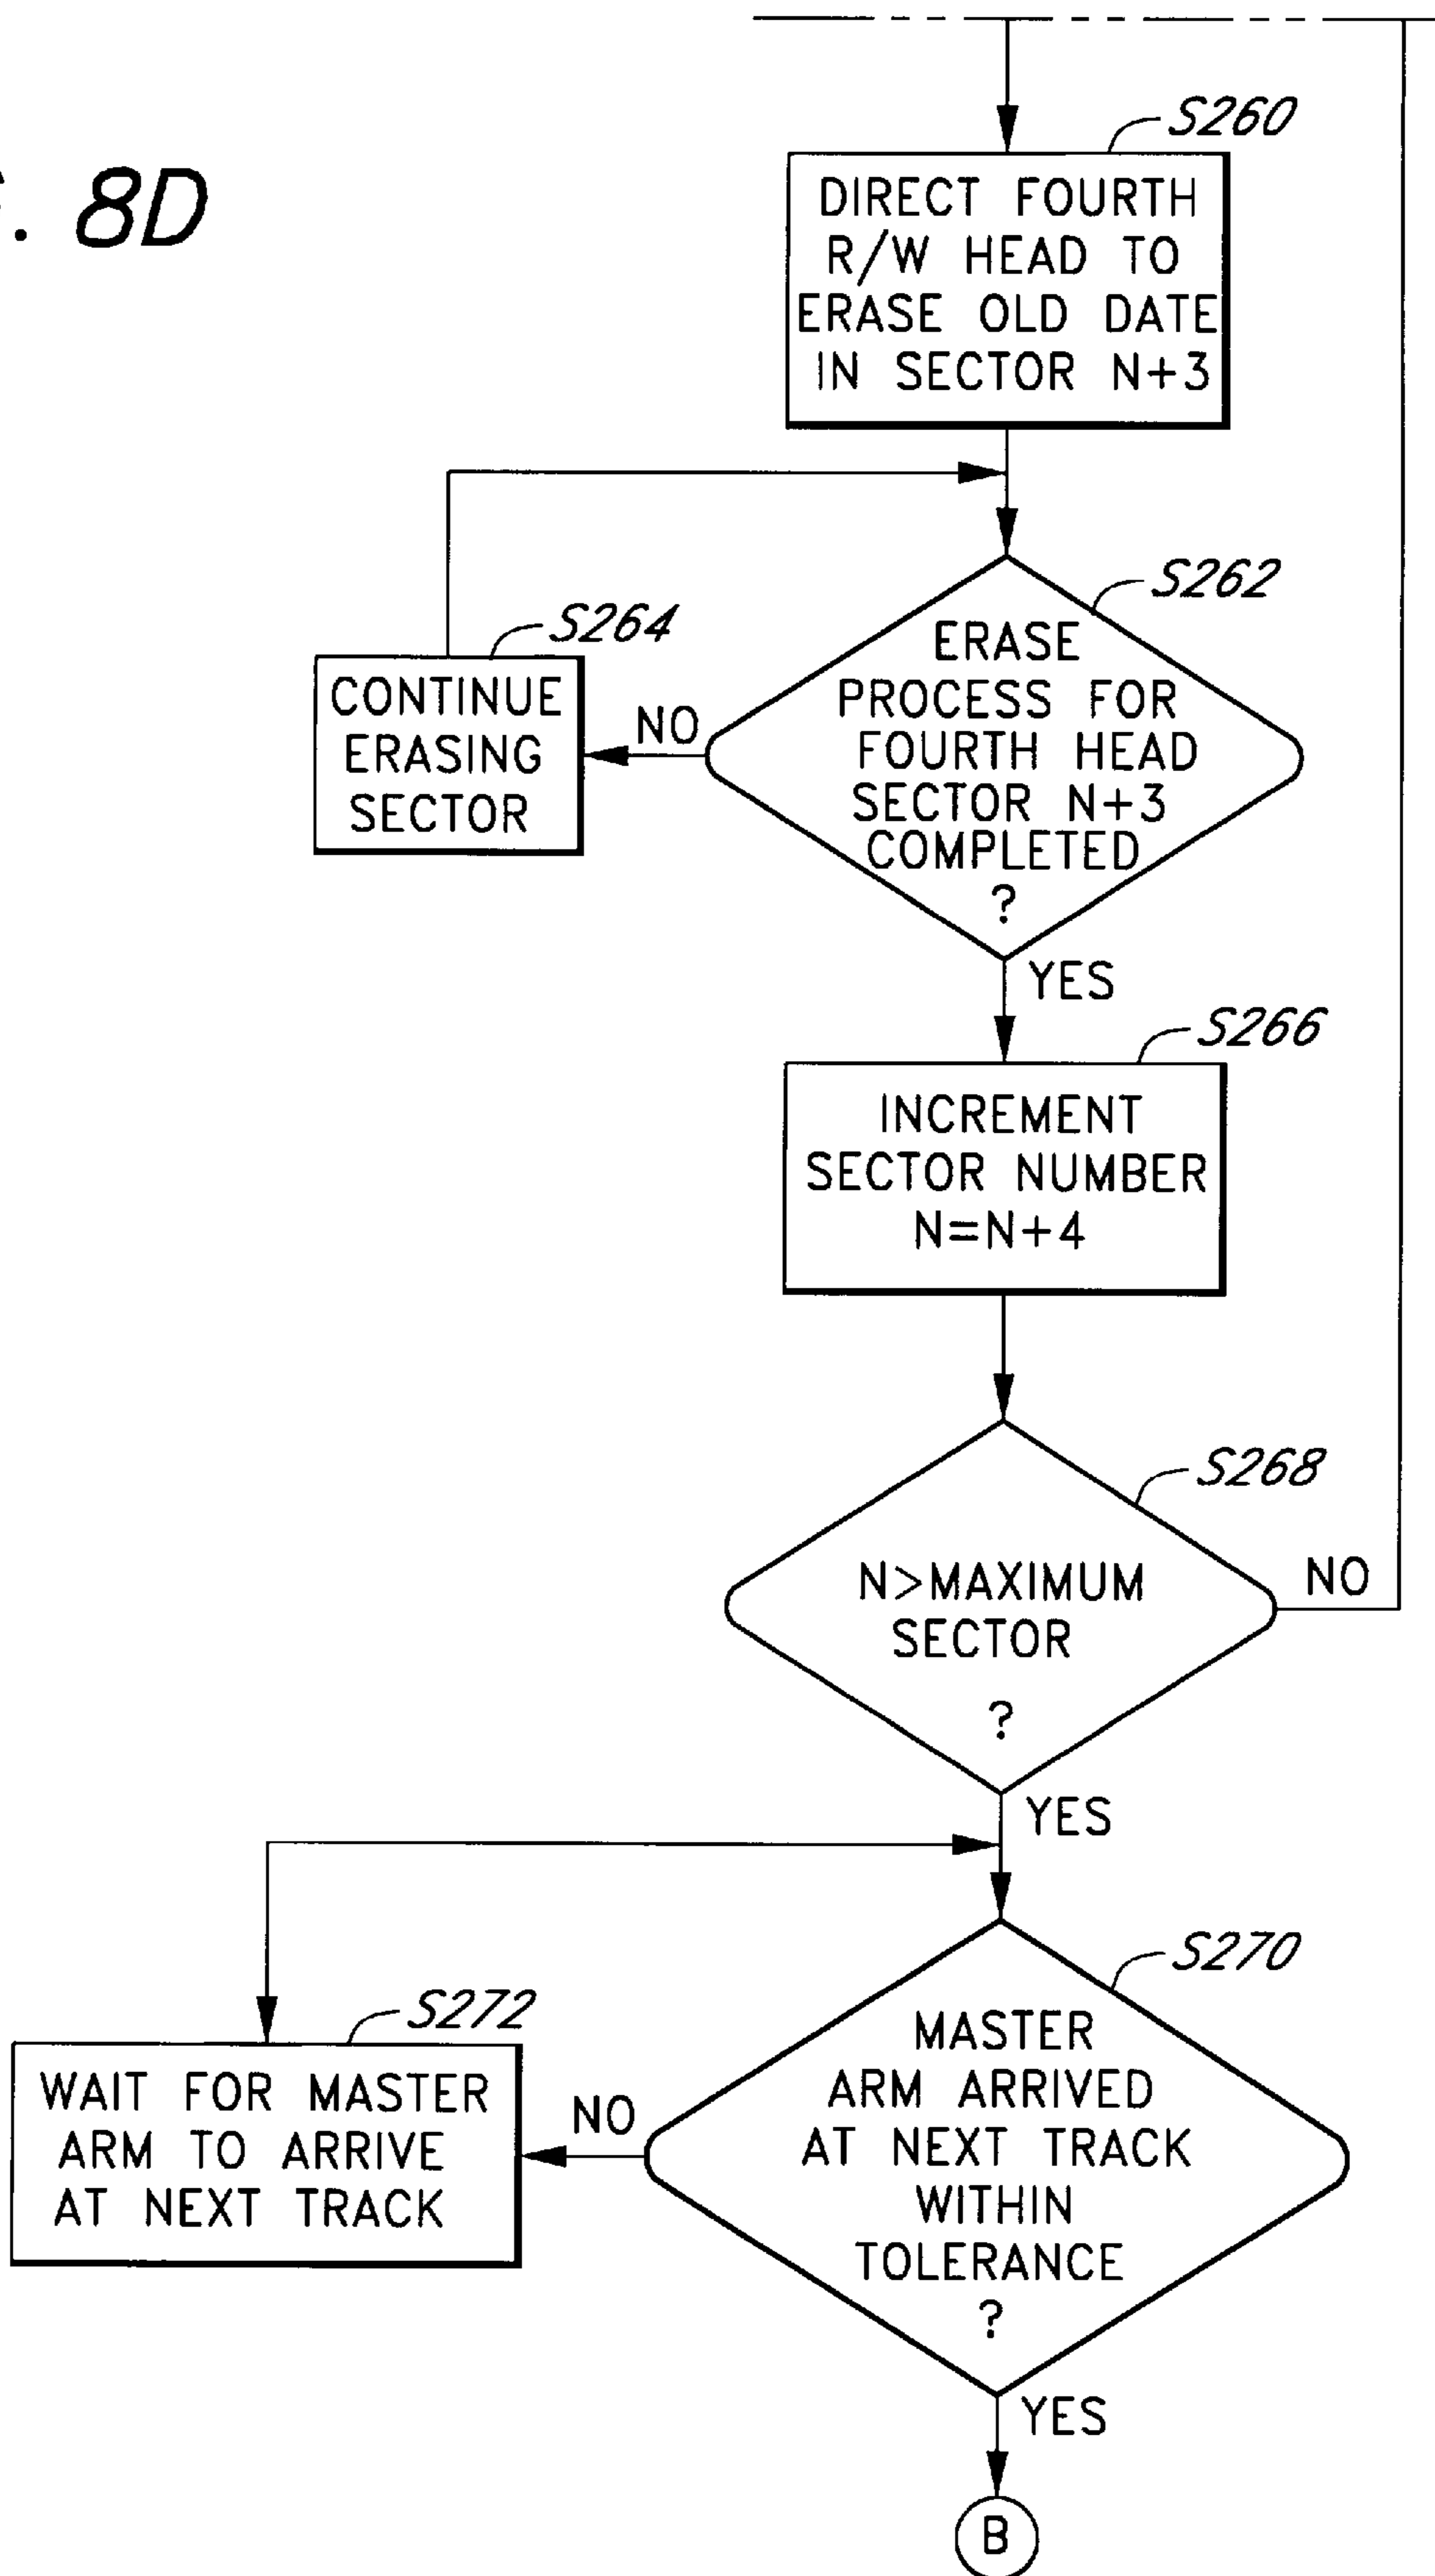 . 8D
S260
DIRECT FOURTH
R/W HEAD TO
ERASE OLD DATE
IN SECTOR N+3
S262
ERASE
PROCESS FOR
FOURTH HEAD
SECTOR N+3
COMPLETED
?
S264
CONTINUE
ERASING
SECTOR
NO
YES
S266
INCREMENT
SECTOR NUMBER
N=N+4
S268
N>MAXIMUM
SECTOR
?
NO
YES
S270
MASTER
ARM ARRIVED
AT NEXT TRACK
WITHIN
TOLERANCE
?
S272
WAIT FOR MASTER
ARM TO ARRIVE
AT NEXT TRACK
NO
YES
B